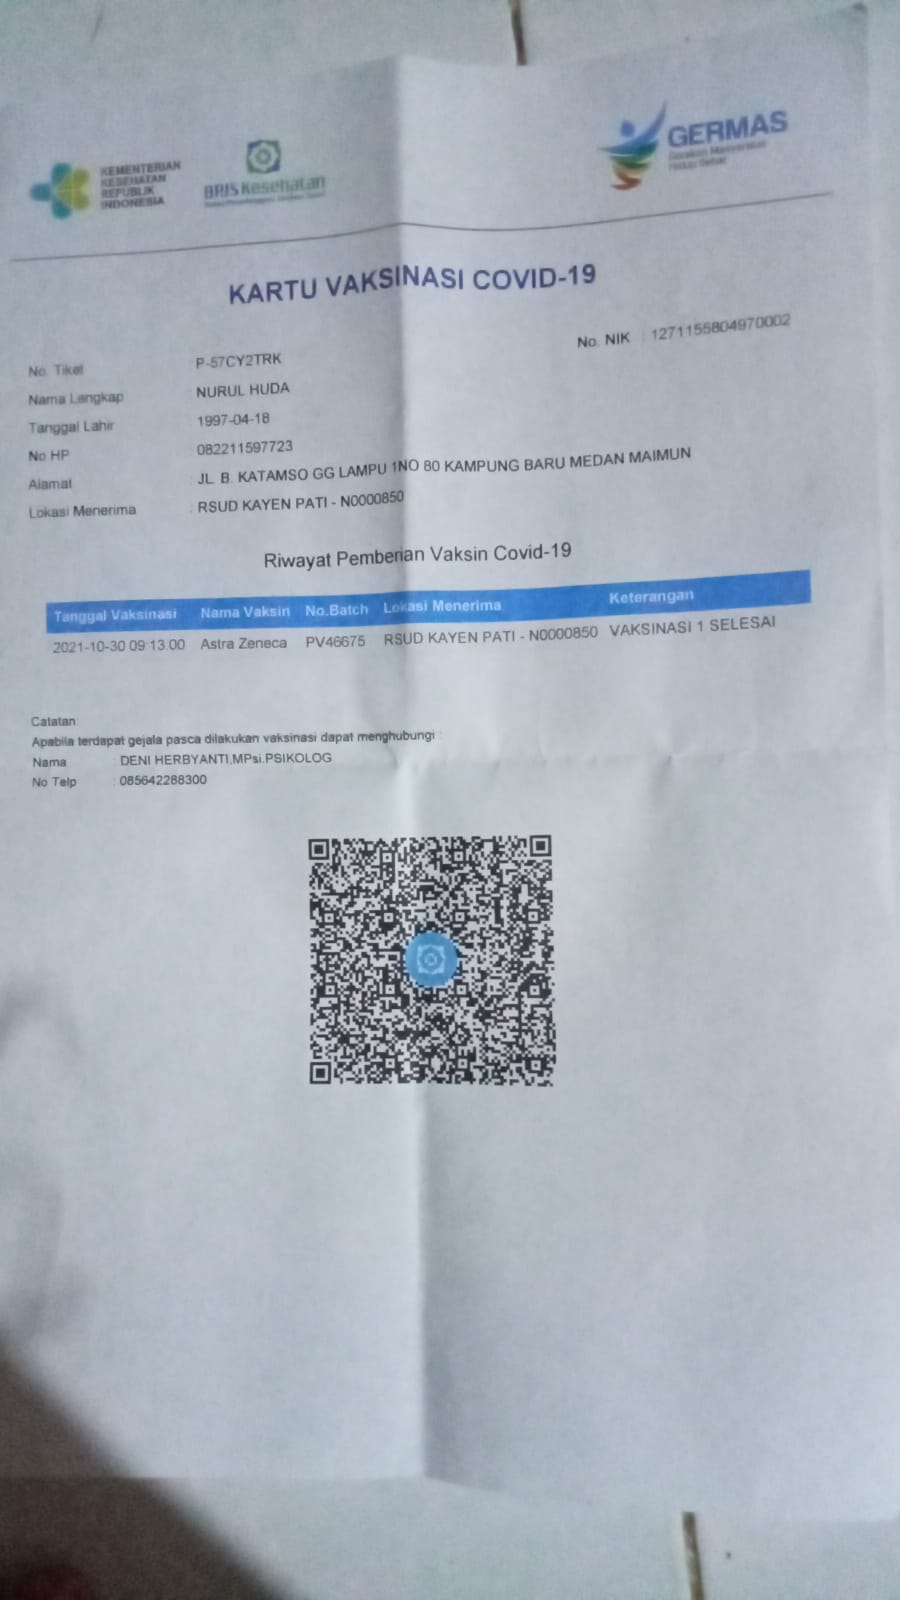 KEMENTERIAN
KESEHATAN
REPUBLIK
INDONESIA
BPJS Kesehatan
GERMAS
Gerakan Masyarakat
Hidup Sehat
KARTU VAKSINASI COVID-19
No. NIK : 1271155804970002
No. Tiket : P-57CY2TRK
Nama Lengkap : NURUL HUDA
Tanggal Lahir : 1997-04-18
No HP : 082211597723
Alamat : JL. B. KATAMSO GG LAMPU 1NO 80 KAMPUNG BARU MEDAN MAIMUN
Lokasi Menerima : RSUD KAYEN PATI - N0000850
Riwayat Pemberian Vaksin Covid-19
Tanggal Vaksinasi Nama Vaksin No.Batch Lokasi Menerima Keterangan
2021-10-30 09:13:00 Astra Zeneca PV46675 RSUD KAYEN PATI - N0000850 VAKSINASI 1 SELESAI
Catatan:
Apabila terdapat gejala pasca dilakukan vaksinasi dapat menghubungi :
Nama : DENI HERBYANTI,MPsi.PSIKOLOG
No Telp : 085642288300